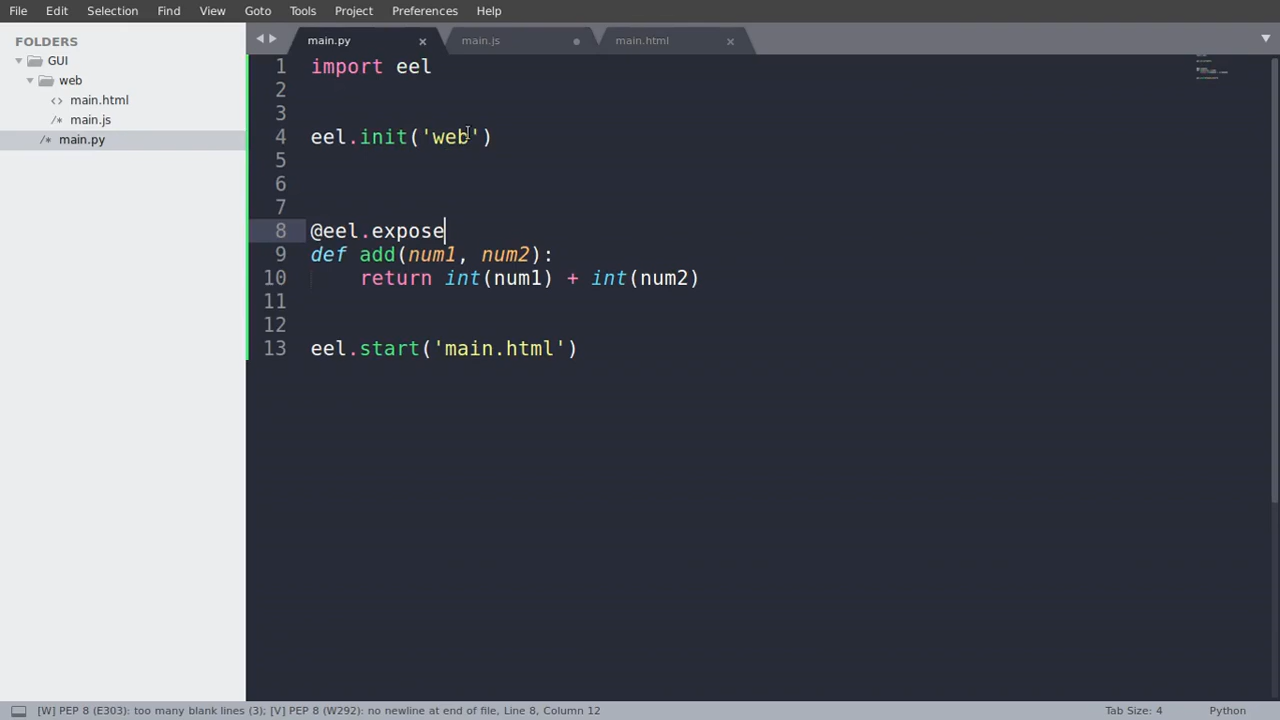 File Edit Selection Find View Goto Tools Project Preferences Help
FOLDERS
GUI
web
<> main.html
/* main.js
/* main.py
main.py × main.js main.html ×
1 import eel
2
3
4 eel.init('web')
5
6
7
8 @eel.expose
9 def add(num1, num2):
10     return int(num1) + int(num2)
11
12
13 eel.start('main.html')
[W] PEP 8 (E303): too many blank lines (3); [V] PEP 8 (W292): no newline at end of file, Line 8, Column 12 Tab Size: 4 Python